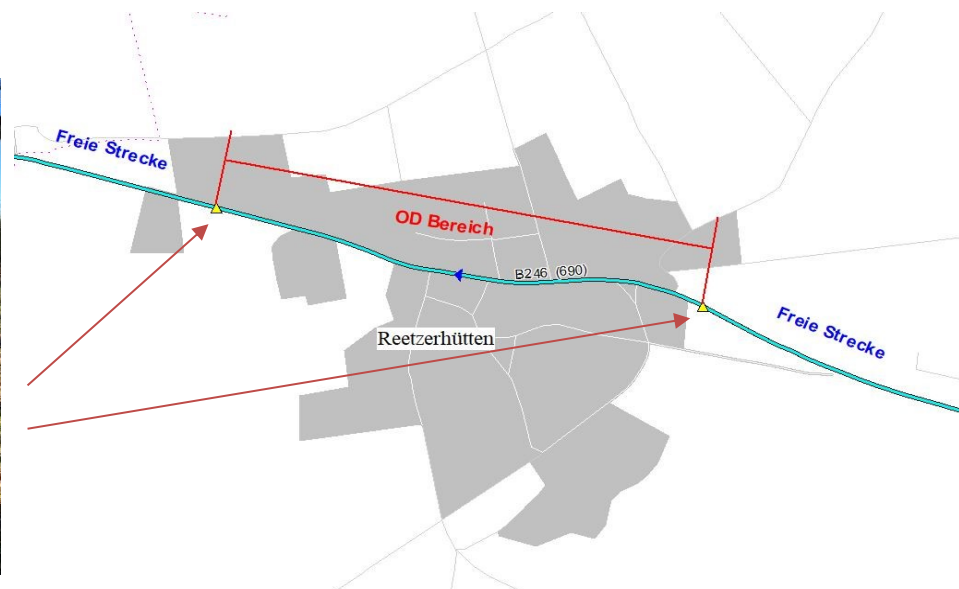 Freie Strecke
OD Bereich
B246 (690)
Freie Strecke
Reetzerhütten